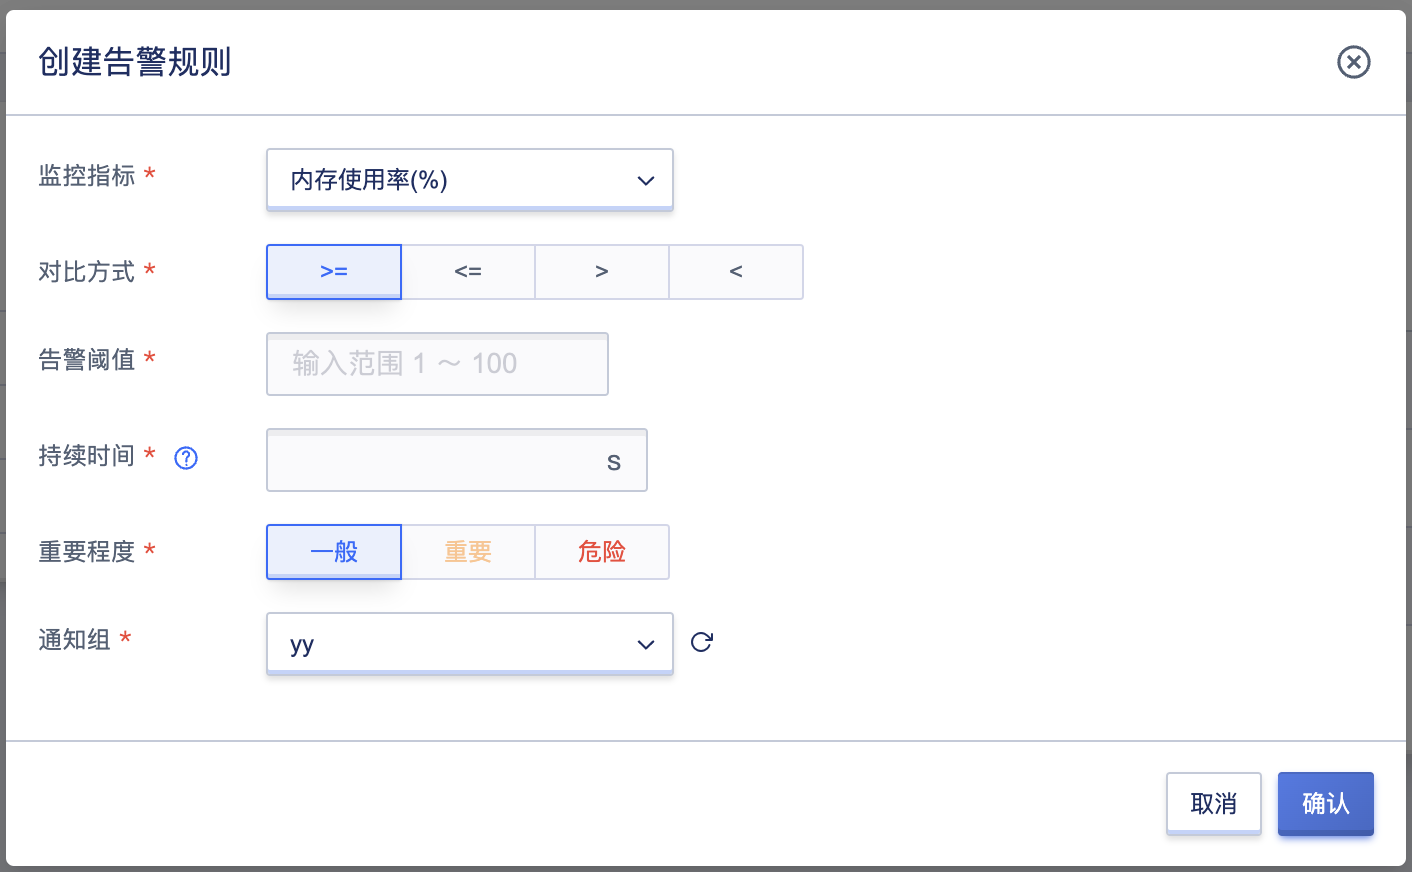 创建告警规则
监控指标 * 内存使用率(%)
对比方式 * >= <= > <
告警阈值 * 输入范围 1 ～ 100
持续时间 * ? s
重要程度 * 一般 重要 危险
通知组 * yy
取消 确认